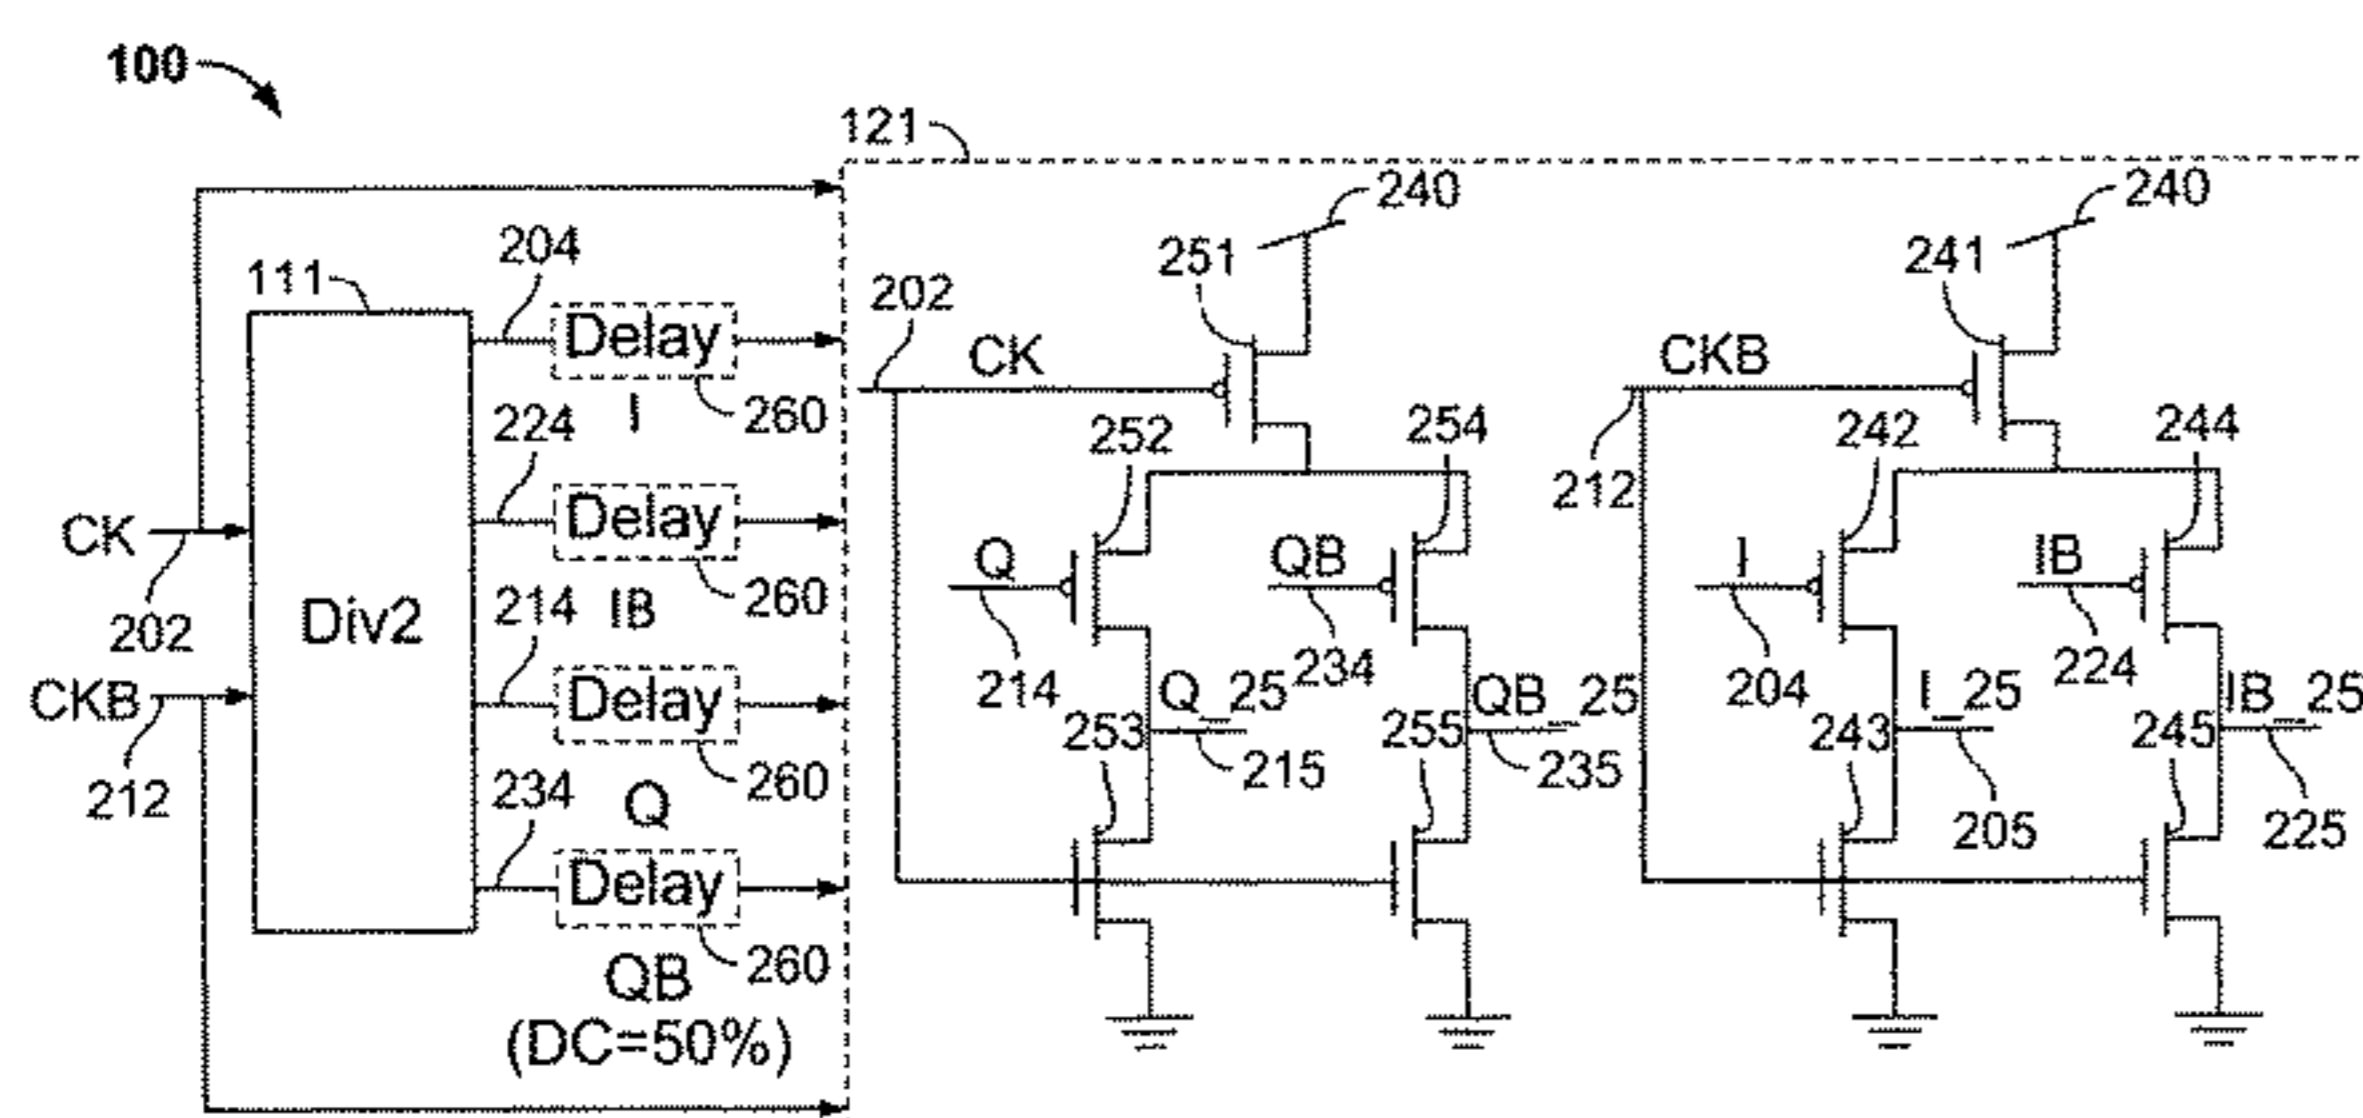 100
121
240
240
204
251
241
111
202
Delay
CK
CKB
260
I
224
252
254
242
244
212
Delay
CK
Q
QB
I
IB
260
202
214
IB
Div2
214
234
204
224
CKB
Delay
Q_25
QB_25
I_25
IB_25
253
255
243
245
212
260
215
235
205
225
234
Q
Delay
260
QB
(DC=50%)